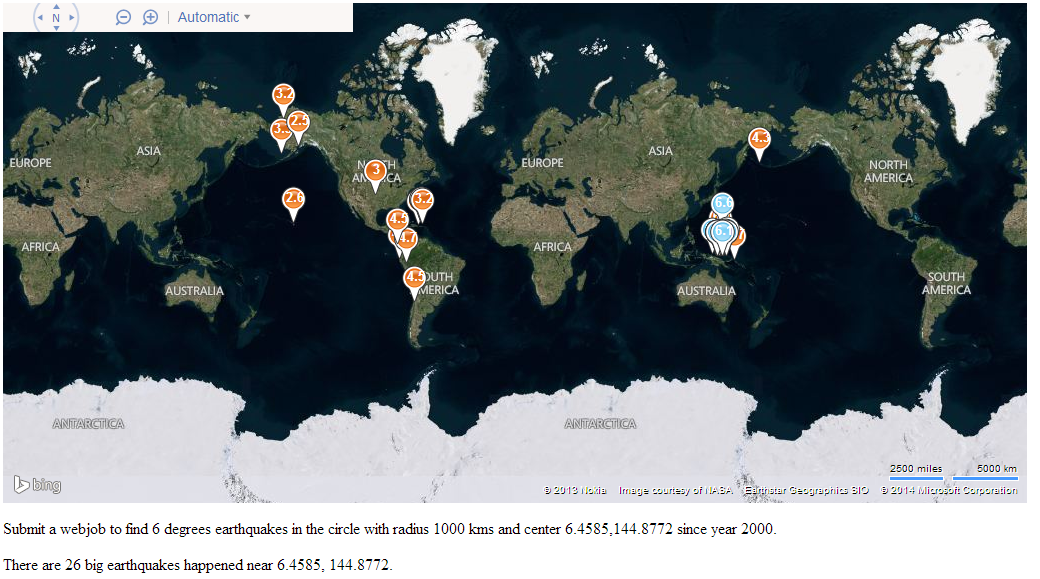 N
Automatic
3.2
2.5
3
2.6
3.2
4.5
4.7
4.5
4.3
6.6
6.1
EUROPE
ASIA
NORTH
AMERICA
AFRICA
AUSTRALIA
SOUTH
AMERICA
ANTARCTICA
EUROPE
ASIA
NORTH
AMERICA
AFRICA
AUSTRALIA
SOUTH
AMERICA
ANTARCTICA
bing
2500 miles 5000 km
© 2013 Nokia Image courtesy of NASA Earthstar Geographics SIO © 2014 Microsoft Corporation
Submit a webjob to find 6 degrees earthquakes in the circle with radius 1000 kms and center 6.4585,144.8772 since year 2000.
There are 26 big earthquakes happened near 6.4585, 144.8772.